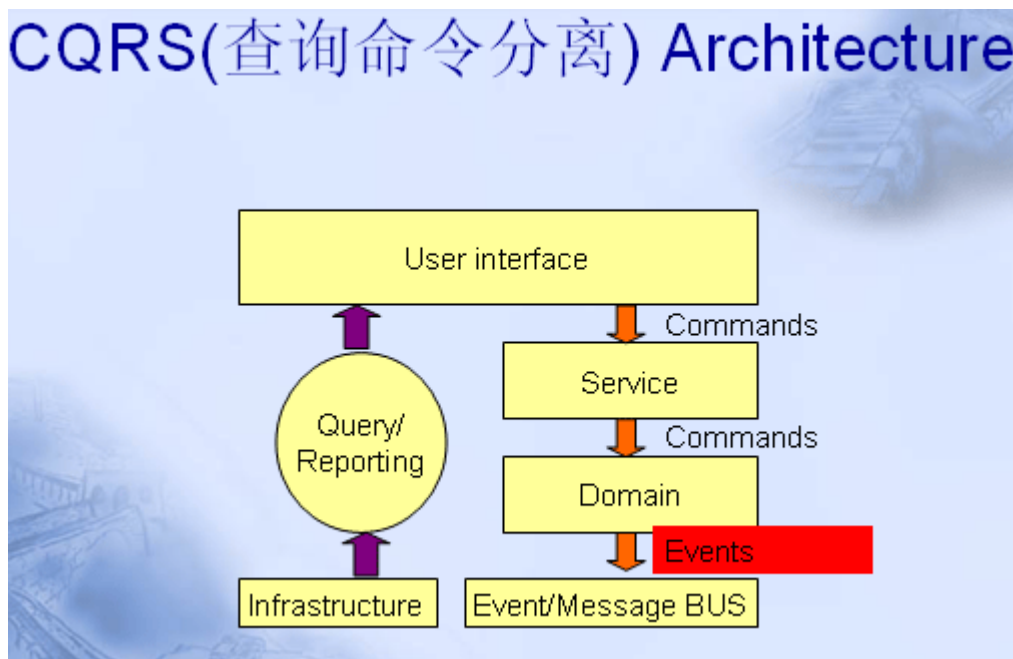 CQRS(查询命令分离) Architecture
User interface
Commands
Service
Query/
Reporting
Commands
Domain
Events
Infrastructure
Event/Message BUS